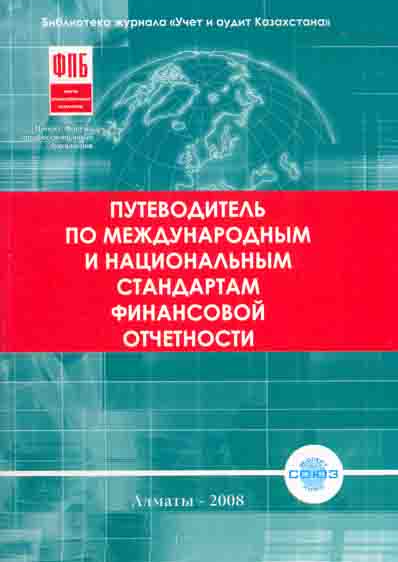 Библиотека журнала «Учет и аудит Казахстана»
ФПБ
ПУТЕВОДИТЕЛЬ
ПО МЕЖДУНАРОДНЫМ
И НАЦИОНАЛЬНЫМ
СТАНДАРТАМ
ФИНАНСОВОЙ
ОТЧЕТНОСТИ
СОЮЗ
Алматы - 2008